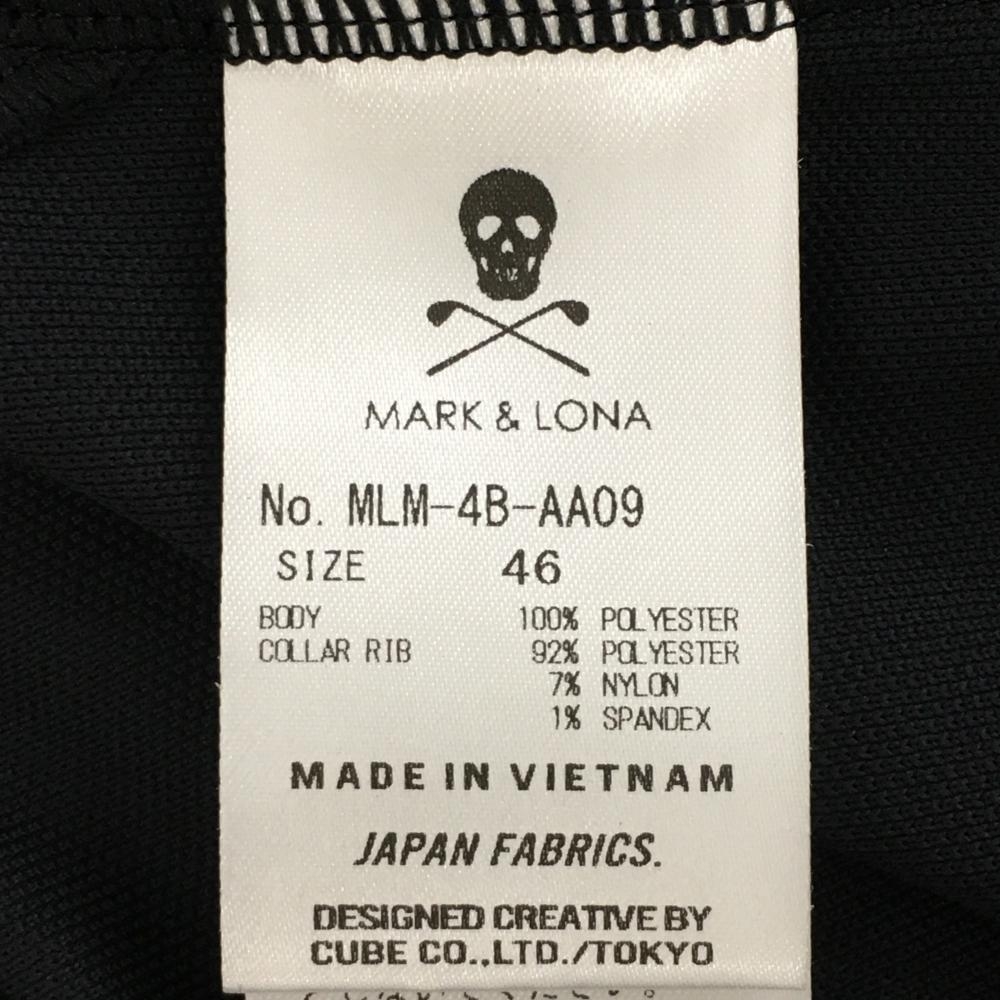 MARK & LONA
No. MLM-4B-AA09
SIZE 46
BODY 100% POLYESTER
COLLAR RIB 92% POLYESTER
7% NYLON
1% SPANDEX
MADE IN VIETNAM
JAPAN FABRICS.
DESIGNED CREATIVE BY
CUBE CO.,LTD./TOKYO